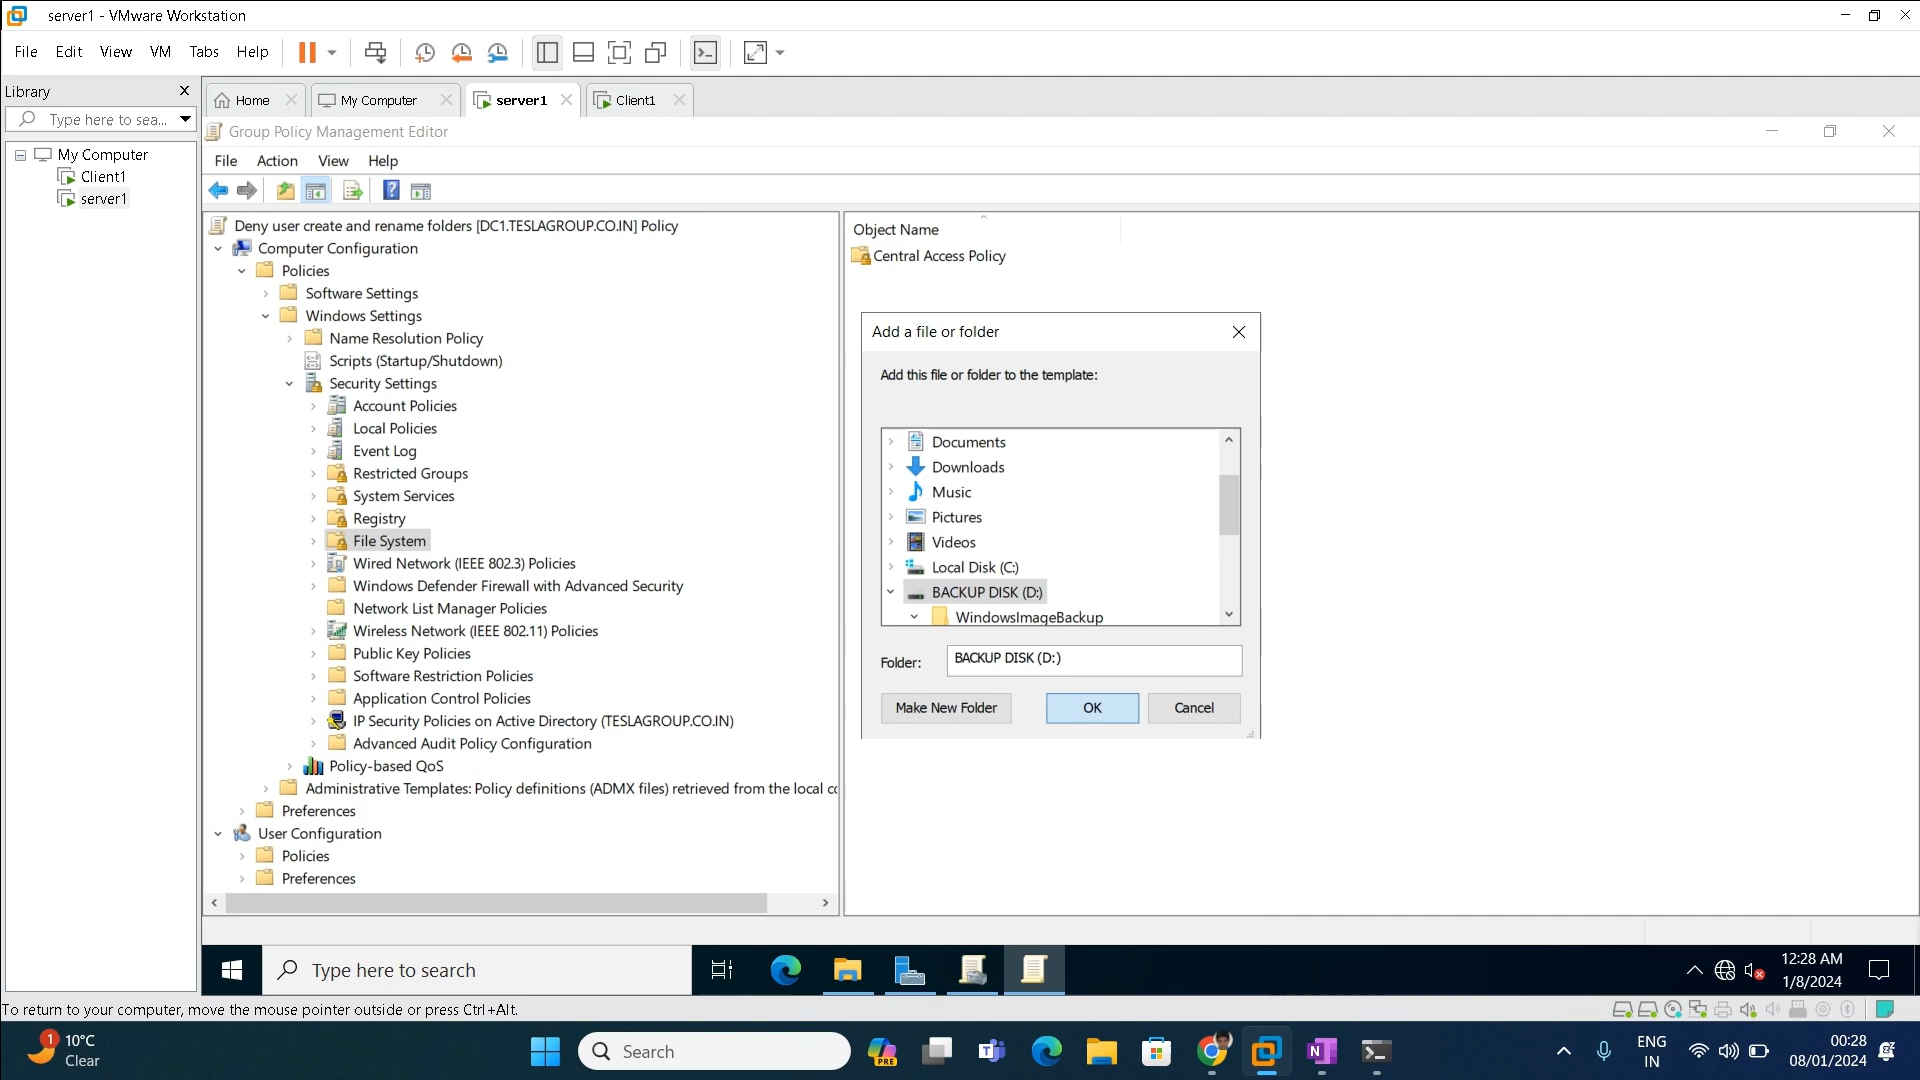 server1 - VMware Workstation
File Edit View VM Tabs Help
Library
Type here to sea...
My Computer
Client1
server1
Home
My Computer
server1
Client1
Group Policy Management Editor
File Action View Help
Deny user create and rename folders [DC1.TESLAGROUP.CO.IN] Policy
Computer Configuration
Policies
Software Settings
Windows Settings
Name Resolution Policy
Scripts (Startup/Shutdown)
Security Settings
Account Policies
Local Policies
Event Log
Restricted Groups
System Services
Registry
File System
Wired Network (IEEE 802.3) Policies
Windows Defender Firewall with Advanced Security
Network List Manager Policies
Wireless Network (IEEE 802.11) Policies
Public Key Policies
Software Restriction Policies
Application Control Policies
IP Security Policies on Active Directory (TESLAGROUP.CO.IN)
Advanced Audit Policy Configuration
Policy-based QoS
Administrative Templates: Policy definitions (ADMX files) retrieved from the local co
Preferences
User Configuration
Policies
Preferences
Object Name
Central Access Policy
Add a file or folder
Add this file or folder to the template:
Documents
Downloads
Music
Pictures
Videos
Local Disk (C:)
BACKUP DISK (D:)
WindowsImageBackup
Folder: BACKUP DISK (D:)
Make New Folder OK Cancel
Type here to search
12:28 AM
1/8/2024
To return to your computer, move the mouse pointer outside or press Ctrl+Alt.
1
10°C
Clear
Search
PRE
ENG
IN
00:28
08/01/2024